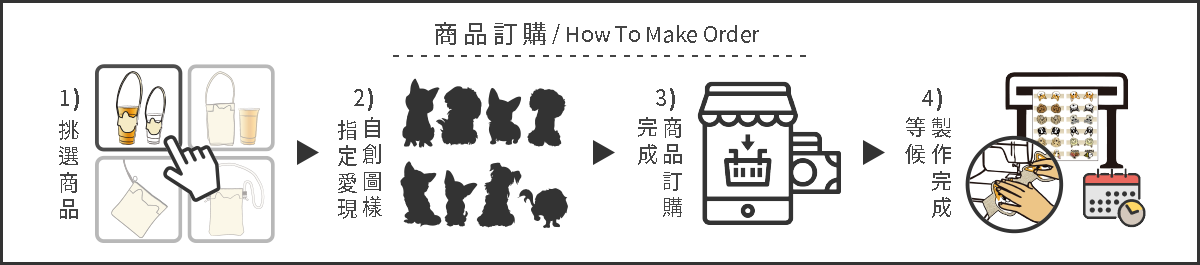 商品訂購/How To Make Order
1)
挑選商品
2)
自創圖樣
指定愛現
3)
商品訂購
完成
4)
製作完成
等候